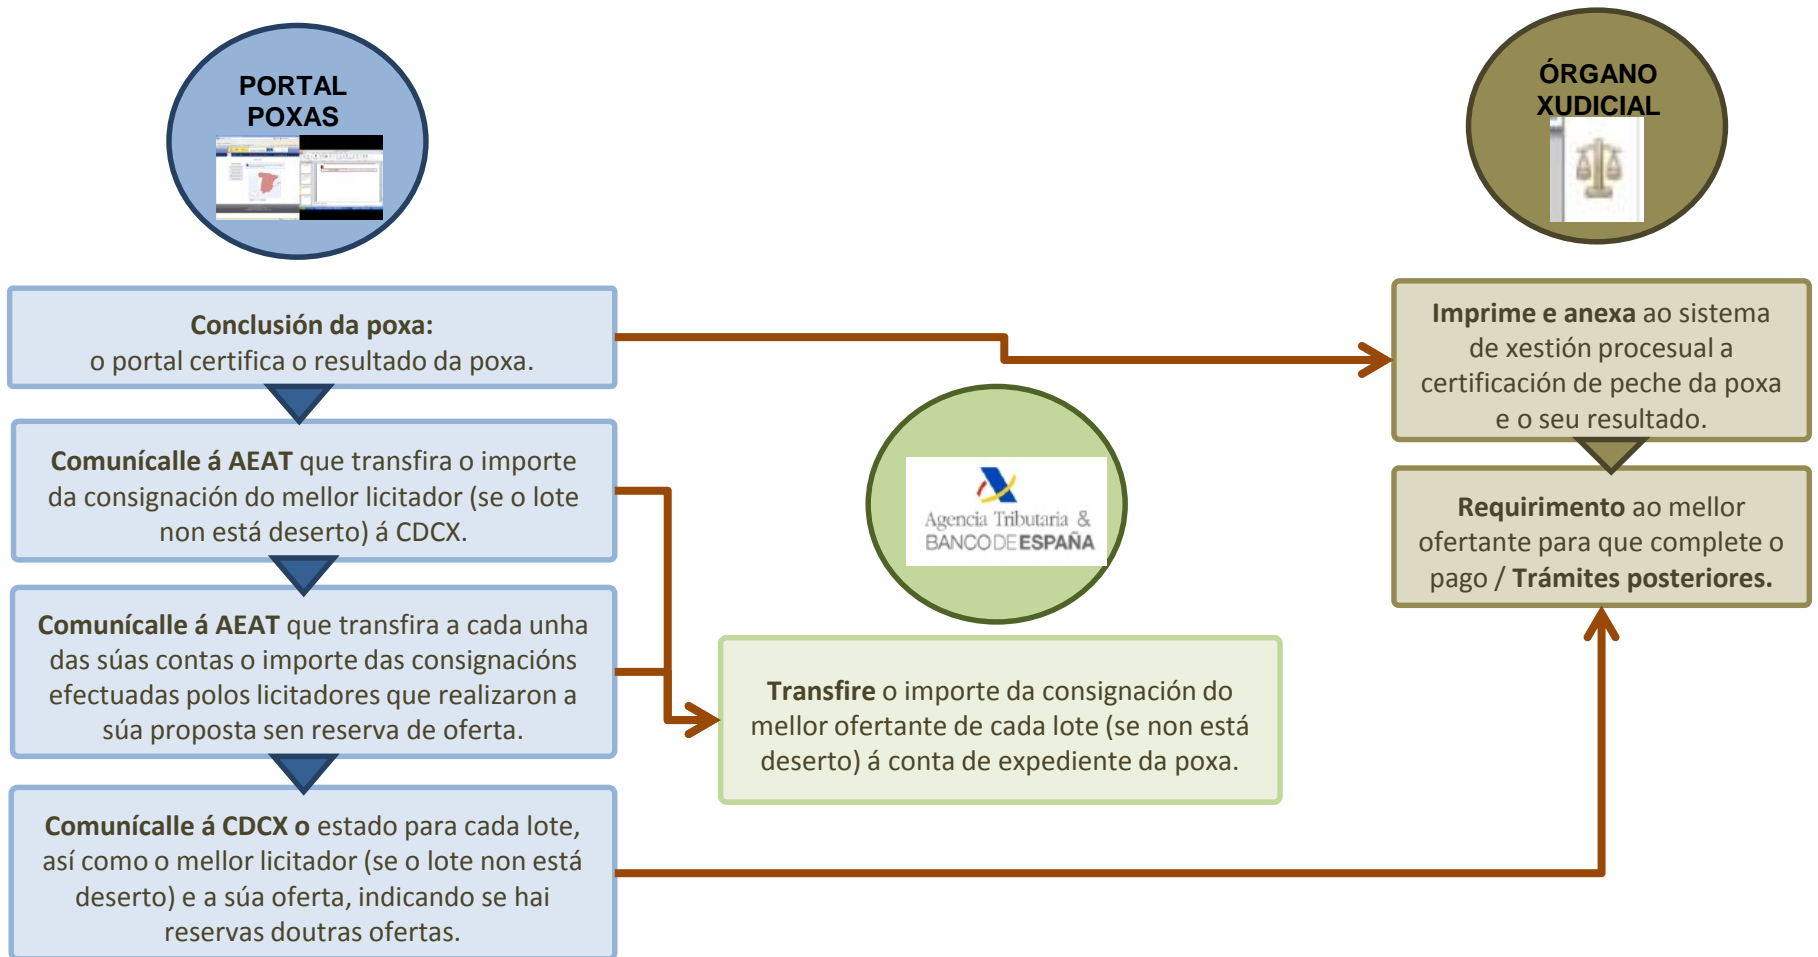 PORTAL
POXAS
ÓRGANO
XUDICIAL
Conclusión da poxa:
o portal certifica o resultado da poxa.
Comunícalle á AEAT que transfira o importe
da consignación do mellor licitador (se o lote
non está deserto) á CDCX.
Comunícalle á AEAT que transfira a cada unha
das súas contas o importe das consignacións
efectuadas polos licitadores que realizaron a
súa proposta sen reserva de oferta.
Comunícalle á CDCX o estado para cada lote,
así como o mellor licitador (se o lote non está
deserto) e a súa oferta, indicando se hai
reservas doutras ofertas.
Agencia Tributaria &
BANCODEESPAÑA
Transfire o importe da consignación do
mellor ofertante de cada lote (se non está
deserto) á conta de expediente da poxa.
Imprime e anexa ao sistema
de xestión procesual a
certificación de peche da poxa
e o seu resultado.
Requirimento ao mellor
ofertante para que complete o
pago / Trámites posteriores.